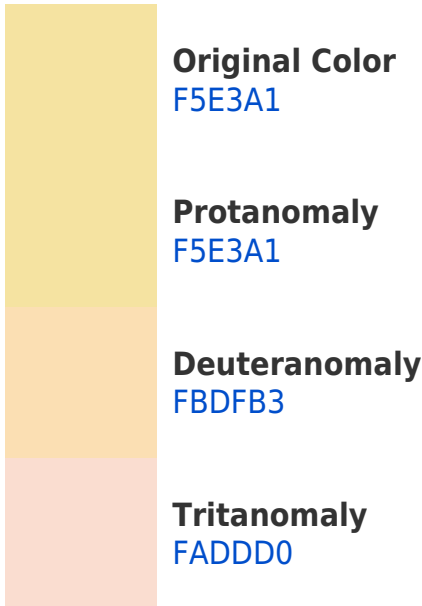 Original Color
F5E3A1
Protanomaly
F5E3A1
Deuteranomaly
FBDFB3
Tritanomaly
FADDD0